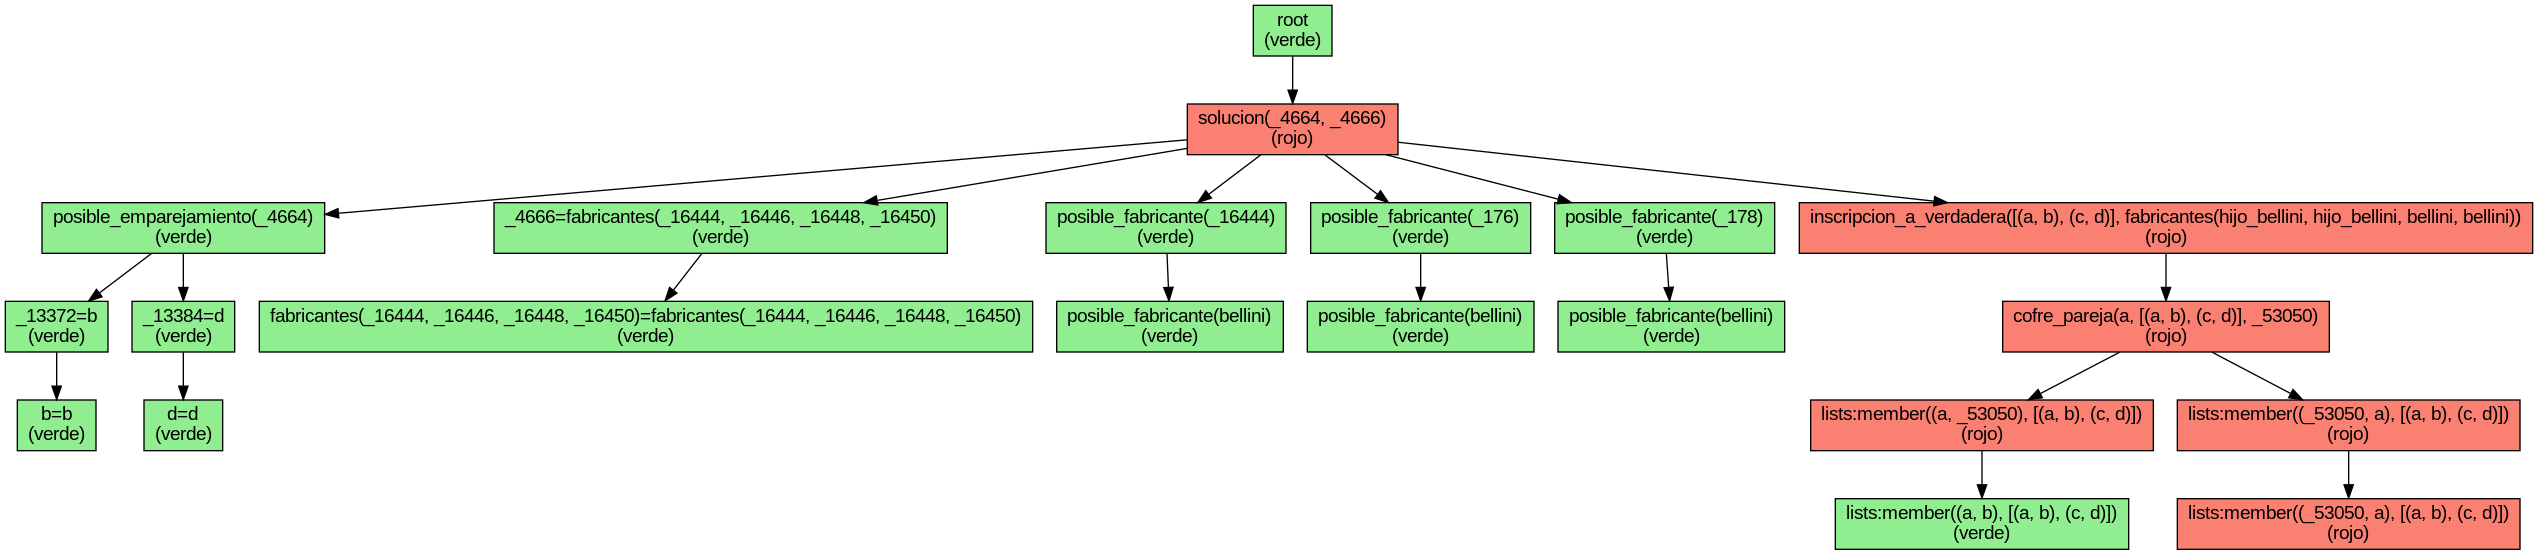 root
(verde)
solucion(_4664, _4666)
(rojo)
posible_emparejamiento(_4664)
(verde)
_4666=fabricantes(_16444, _16446, _16448, _16450)
(verde)
posible_fabricante(_16444)
(verde)
posible_fabricante(_176)
(verde)
posible_fabricante(_178)
(verde)
inscripcion_a_verdadera([(a, b), (c, d)], fabricantes(hijo_bellini, hijo_bellini, bellini, bellini))
(rojo)
_13372=b
(verde)
_13384=d
(verde)
fabricantes(_16444, _16446, _16448, _16450)=fabricantes(_16444, _16446, _16448, _16450)
(verde)
posible_fabricante(bellini)
(verde)
posible_fabricante(bellini)
(verde)
posible_fabricante(bellini)
(verde)
cofre_pareja(a, [(a, b), (c, d)], _53050)
(rojo)
b=b
(verde)
d=d
(verde)
lists:member((a, _53050), [(a, b), (c, d)])
(rojo)
lists:member((_53050, a), [(a, b), (c, d)])
(rojo)
lists:member((a, b), [(a, b), (c, d)])
(verde)
lists:member((_53050, a), [(a, b), (c, d)])
(rojo)